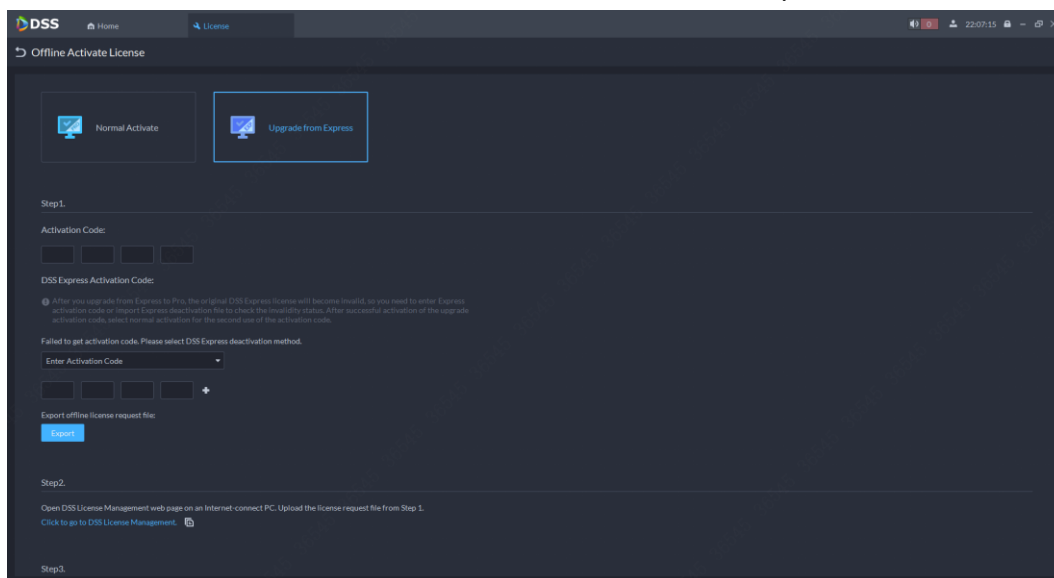 DSS Home License 0 22:07:15
Offline Activate License
Normal Activate Upgrade from Express
Step1.
Activation Code:
DSS Express Activation Code:
After you upgrade from Express to Pro, the original DSS Express license will become invalid, so you need to enter Express
activation code or import Express deactivation file to check the invalidity status. After successful activation of the upgrade
activation code, select normal activation for the second use of the activation code.
Failed to get activation code. Please select DSS Express deactivation method.
Enter Activation Code
Export offline license request file:
Export
Step2.
Open DSS License Management web page on an Internet-connect PC. Upload the license request file from Step 1.
Click to go to DSS License Management.
Step3.